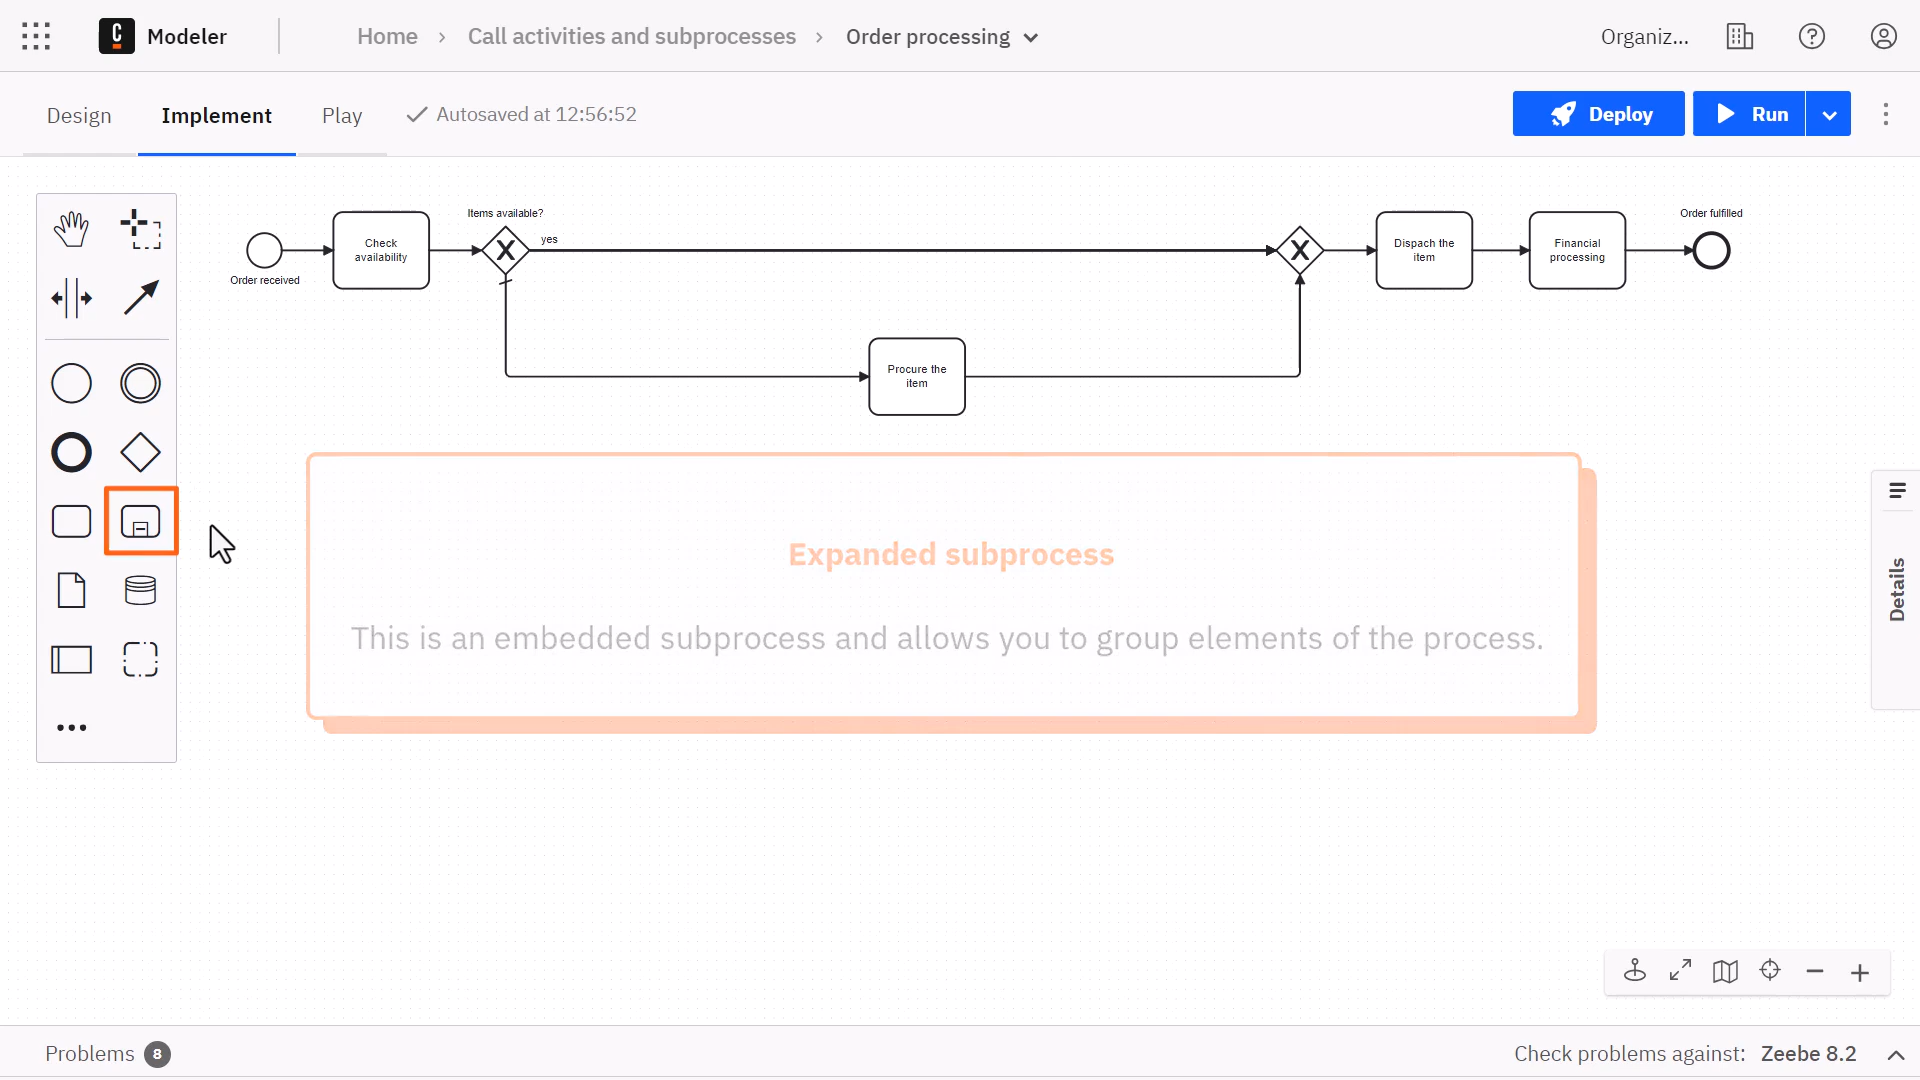 C Modeler
Home › Call activities and subprocesses › Order processing
Organiz...
Design
Implement
Play
Autosaved at 12:56:52
Deploy
Run
Items available?
Order fulfilled
yes
Check
availability
Dispach the
item
Financial
processing
Order received
Procure the
item
Expanded subprocess
This is an embedded subprocess and allows you to group elements of the process.
Details
Problems 8
Check problems against: Zeebe 8.2